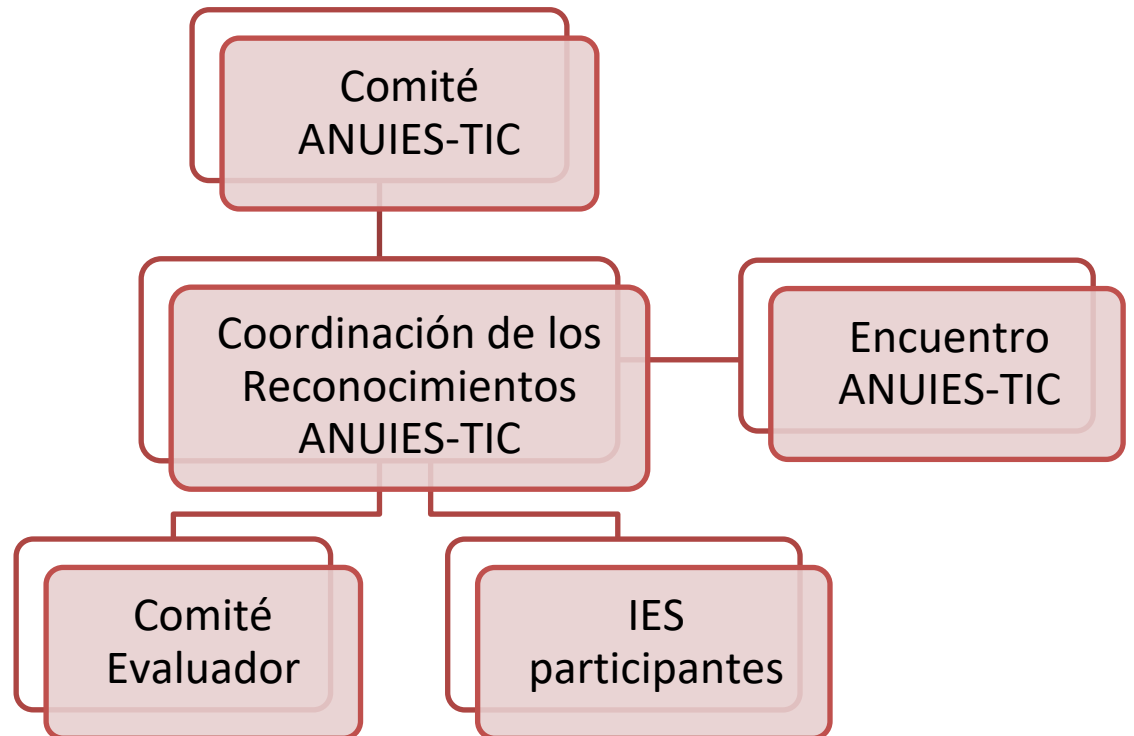 Comité
ANUIES-TIC
Coordinación de los
Reconocimientos
ANUIES-TIC
Encuentro
ANUIES-TIC
Comité
Evaluador
IES
participantes